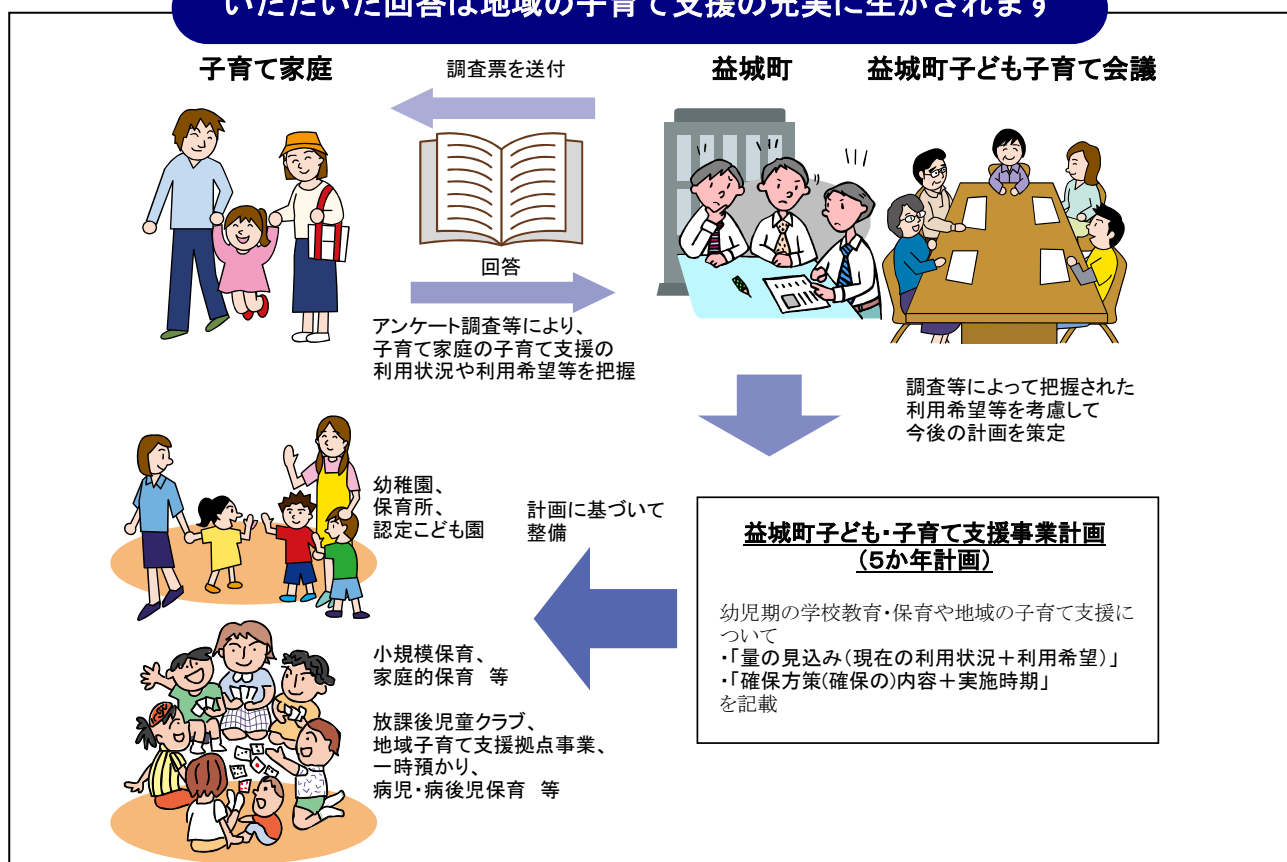 いただいた回答は地域の子育て支援の充実に生かされます
子育て家庭
調査票を送付
益城町
益城町子ども子育て会議
回答
アンケート調査等により、
子育て家庭の子育て支援の
利用状況や利用希望等を把握
調査等によって把握された
利用希望等を考慮して
今後の計画を策定
幼稚園、
保育所、
認定こども園
計画に基づいて
整備
益城町子ども・子育て支援事業計画
(5か年計画)
幼児期の学校教育・保育や地域の子育て支援に
ついて
・「量の見込み(現在の利用状況＋利用希望)」
・「確保方策(確保の)内容＋実施時期」
を記載
小規模保育、
家庭的保育 等
放課後児童クラブ、
地域子育て支援拠点事業、
一時預かり、
病児・病後児保育 等